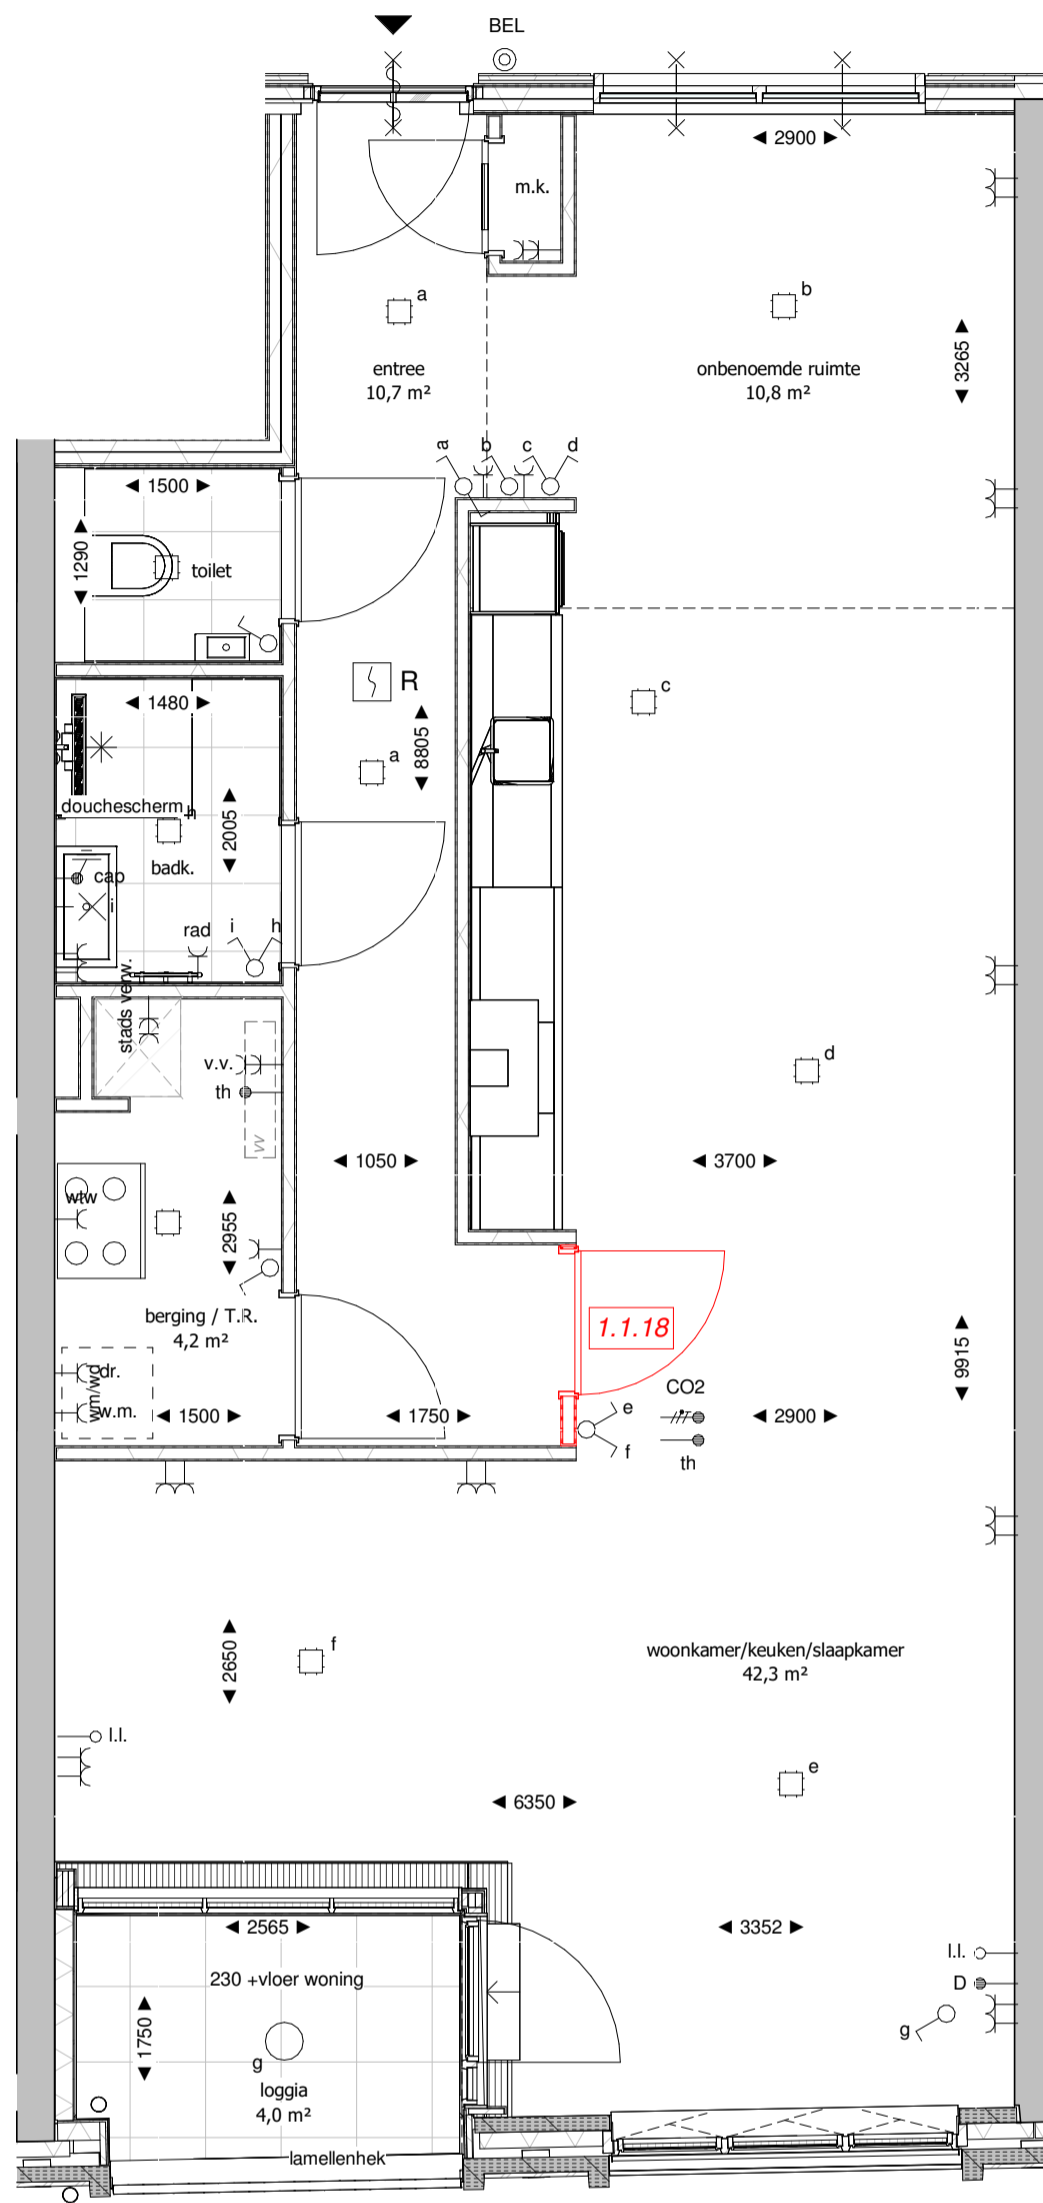 BEL
2900
m.k.
a
b
entree
10,7 m²
onbenoemde ruimte
10,8 m²
3265
a
b
c
d
1500
1290
toilet
R
c
1480
8805
a
douchescherm
2005
badk.
cap
rad
i
h
stads verw.
v.v.
th
vv
d
1050
3700
wtw
2955
berging / T.R.
4,2 m²
1.1.18
9915
dr.
wm/wd
w.m.
1500
1750
CO2
e
f
th
2900
2650
f
woonkamer/keuken/slaapkamer
42,3 m²
l.l.
e
6350
2565
3352
l.l.
230 +vloer woning
D
1750
g
g
loggia
4,0 m²
lamellenhek